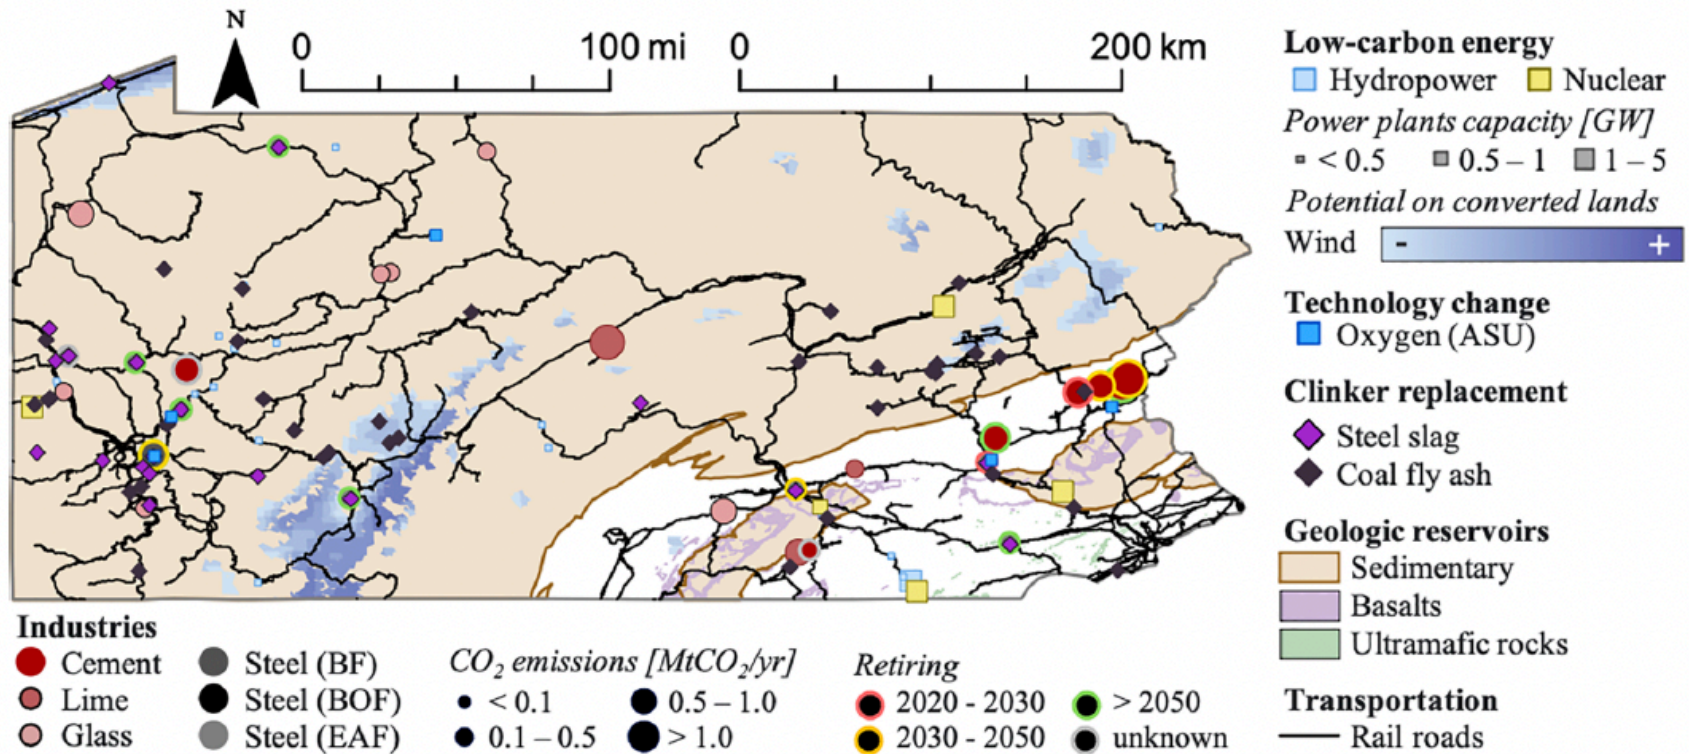 N
0 100 mi 0 200 km
Low-carbon energy
Hydropower Nuclear
Power plants capacity [GW]
< 0.5 0.5 – 1 1 – 5
Potential on converted lands
Wind - +
Technology change
Oxygen (ASU)
Clinker replacement
Steel slag
Coal fly ash
Geologic reservoirs
Sedimentary
Basalts
Ultramafic rocks
Transportation
Rail roads
Industries
Cement Steel (BF)
Lime Steel (BOF)
Glass Steel (EAF)
CO₂ emissions [MtCO₂/yr]
< 0.1 0.5 – 1.0
0.1 – 0.5 > 1.0
Retiring
2020 - 2030 > 2050
2030 - 2050 unknown